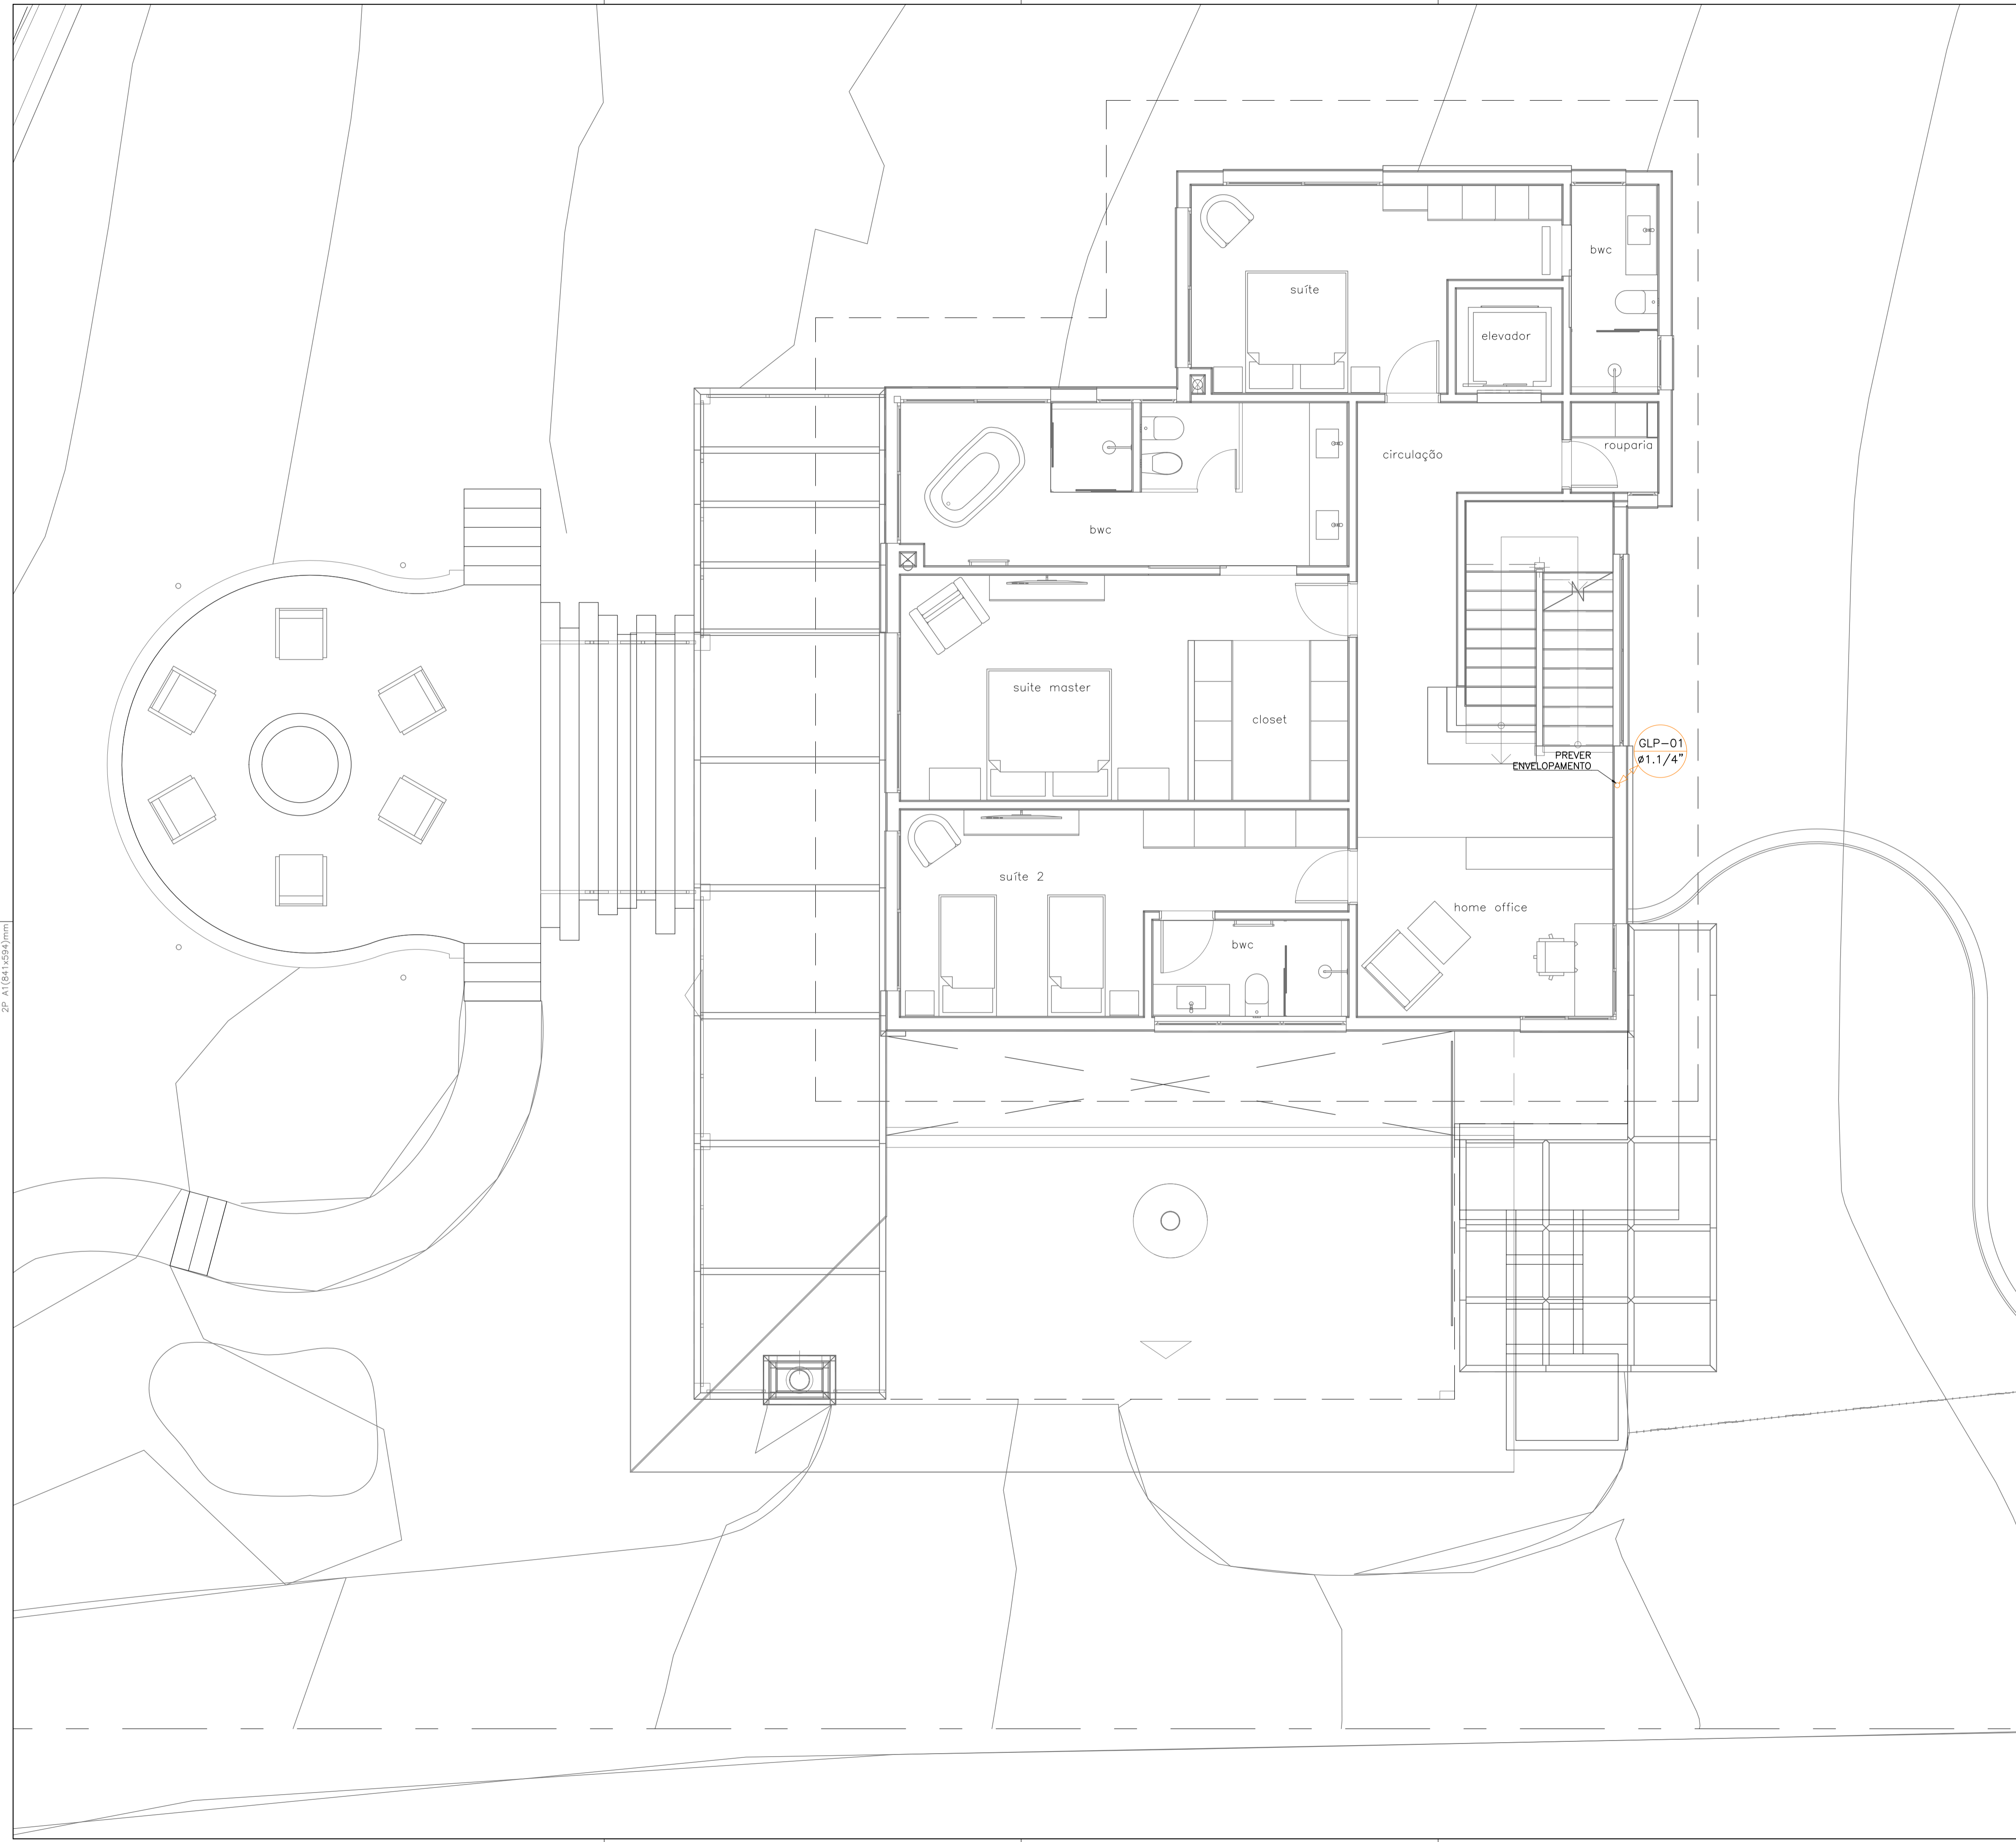 bwc
suíte
elevador
rouparia
circulação
bwc
suíte master
closet
GLP-01
ø1.1/4"
PREVER
ENVELOPAMENTO
suíte 2
home office
bwc
2P A1(841x594)mm